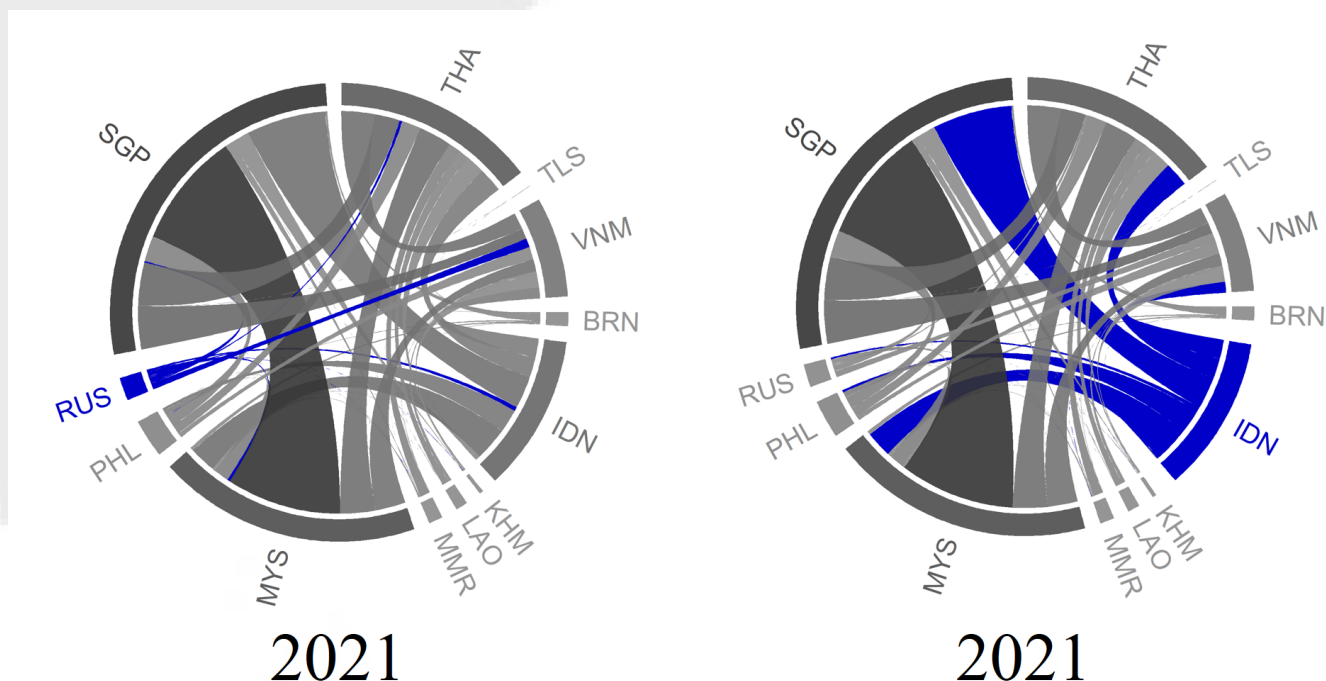 THA
SGP
TLS
VNM
BRN
RUS
IDN
PHL
KHM
LAO
MMR
MYS
2021
THA
SGP
TLS
VNM
BRN
RUS
IDN
PHL
KHM
LAO
MMR
MYS
2021